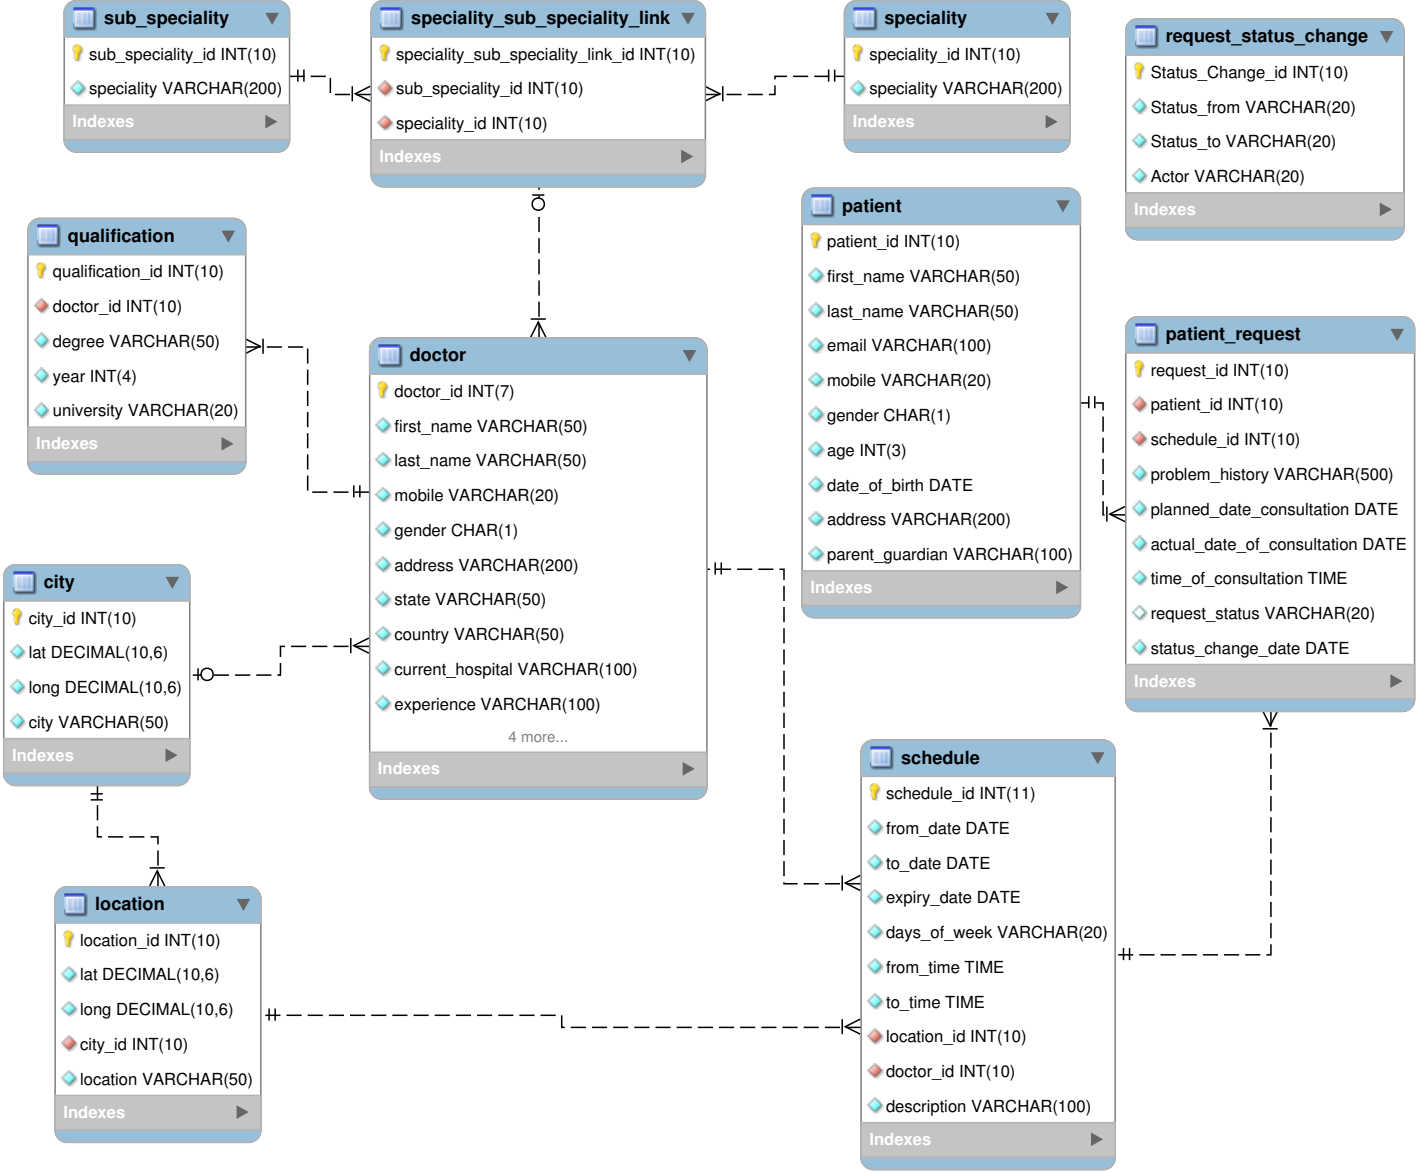 sub_speciality
sub_speciality_id INT(10)
speciality VARCHAR(200)
Indexes
speciality_sub_speciality_link
speciality_sub_speciality_link_id INT(10)
sub_speciality_id INT(10)
speciality_id INT(10)
Indexes
speciality
speciality_id INT(10)
speciality VARCHAR(200)
Indexes
request_status_change
Status_Change_id INT(10)
Status_from VARCHAR(20)
Status_to VARCHAR(20)
Actor VARCHAR(20)
Indexes
qualification
qualification_id INT(10)
doctor_id INT(10)
degree VARCHAR(50)
year INT(4)
university VARCHAR(20)
Indexes
doctor
doctor_id INT(7)
first_name VARCHAR(50)
last_name VARCHAR(50)
mobile VARCHAR(20)
gender CHAR(1)
address VARCHAR(200)
state VARCHAR(50)
country VARCHAR(50)
current_hospital VARCHAR(100)
experience VARCHAR(100)
4 more...
Indexes
patient
patient_id INT(10)
first_name VARCHAR(50)
last_name VARCHAR(50)
email VARCHAR(100)
mobile VARCHAR(20)
gender CHAR(1)
age INT(3)
date_of_birth DATE
address VARCHAR(200)
parent_guardian VARCHAR(100)
Indexes
patient_request
request_id INT(10)
patient_id INT(10)
schedule_id INT(10)
problem_history VARCHAR(500)
planned_date_consultation DATE
actual_date_of_consultation DATE
time_of_consultation TIME
request_status VARCHAR(20)
status_change_date DATE
Indexes
city
city_id INT(10)
lat DECIMAL(10,6)
long DECIMAL(10,6)
city VARCHAR(50)
Indexes
location
location_id INT(10)
lat DECIMAL(10,6)
long DECIMAL(10,6)
city_id INT(10)
location VARCHAR(50)
Indexes
schedule
schedule_id INT(11)
from_date DATE
to_date DATE
expiry_date DATE
days_of_week VARCHAR(20)
from_time TIME
to_time TIME
location_id INT(10)
doctor_id INT(10)
description VARCHAR(100)
Indexes